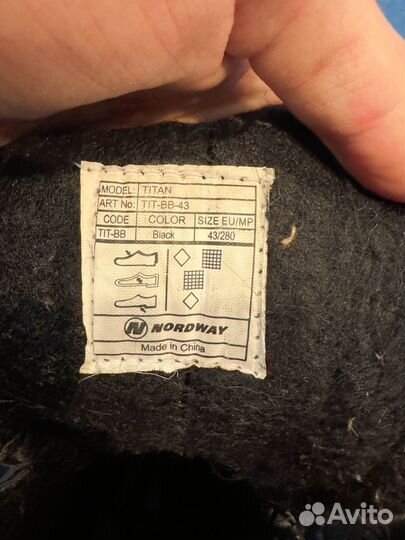 MODEL: TITAN
ART No. TIT-BB-43
CODE COLOR SIZE EU/MP
TIT-BB Black 43/280
NORDWAY
Made in China
Avito